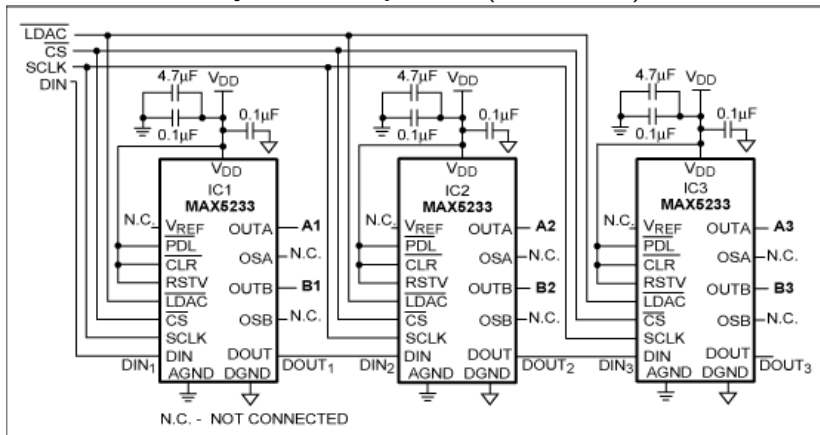 LDAC
CS
SCLK
DIN
4.7µF
VDD
0.1µF
0.1µF
VDD
IC1
MAX5233
N.C.
VREF
OUTA
A1
PDL
OSA
N.C.
CLR
RSTV
OUTB
B1
LDAC
CS
OSB
N.C.
SCLK
DIN1
DIN
DOUT
DOUT1
AGND
DGND
4.7µF
VDD
0.1µF
0.1µF
VDD
IC2
MAX5233
N.C.
VREF
OUTA
A2
PDL
OSA
N.C.
CLR
RSTV
OUTB
B2
LDAC
CS
OSB
N.C.
SCLK
DIN2
DIN
DOUT
DOUT2
AGND
DGND
4.7µF
VDD
0.1µF
0.1µF
VDD
IC3
MAX5233
N.C.
VREF
OUTA
A3
PDL
OSA
N.C.
CLR
RSTV
OUTB
B3
LDAC
CS
OSB
N.C.
SCLK
DIN3
DIN
DOUT
DOUT3
AGND
DGND
N.C. - NOT CONNECTED